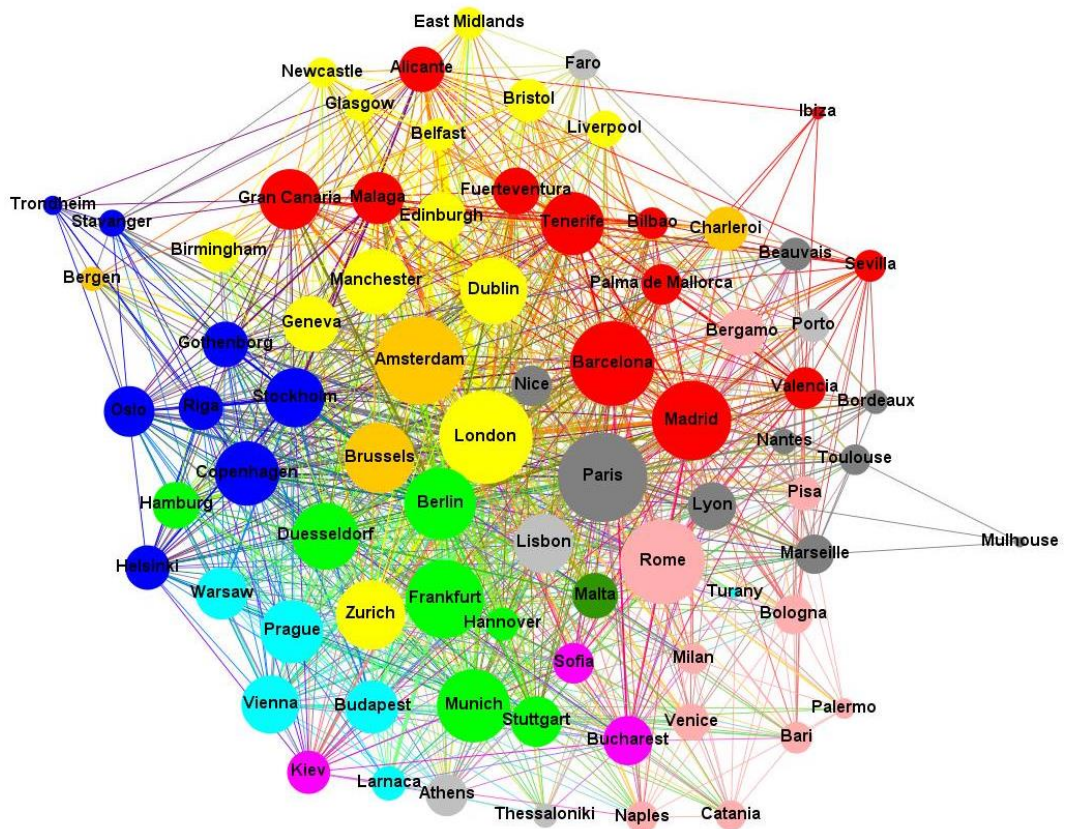 East Midlands
Faro
Newcastle
Alicante
Glasgow
Bristol
Ibiza
Belfast
Liverpool
Trondheim
Stavanger
Gran Canaria
Malaga
Fuerteventura
Edinburgh
Tenerife
Bilbao
Charleroi
Birmingham
Beauvais
Bergen
Manchester
Dublin
Palma de Mallorca
Sevilla
Geneva
Bergamo
Porto
Gothenborg
Amsterdam
Barcelona
Nice
Valencia
Stockholm
Oslo
Riga
Bordeaux
London
Madrid
Nantes
Brussels
Toulouse
Copenhagen
Paris
Hamburg
Berlin
Lyon
Pisa
Duesseldorf
Lisbon
Mulhouse
Marseille
Helsinki
Rome
Warsaw
Frankfurt
Malta
Turany
Zurich
Bologna
Prague
Hannover
Sofia
Milan
Vienna
Budapest
Munich
Stuttgart
Palermo
Venice
Bucharest
Bari
Kiev
Larnaca
Athens
Thessaloniki
Naples
Catania